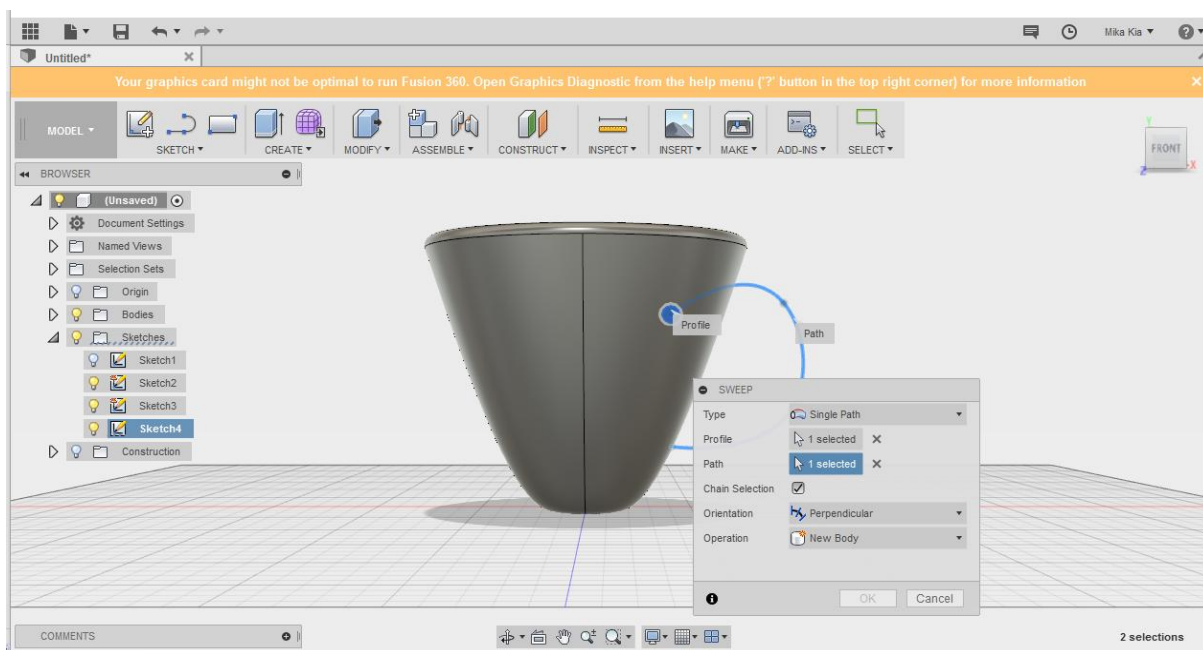 Mika Kia
?
Untitled*
Your graphics card might not be optimal to run Fusion 360. Open Graphics Diagnostic from the help menu ('?' button in the top right corner) for more information
MODEL
SKETCH
CREATE
MODIFY
ASSEMBLE
CONSTRUCT
INSPECT
INSERT
MAKE
ADD-INS
SELECT
Y
FRONT
X
Z
BROWSER
(Unsaved)
Document Settings
Named Views
Selection Sets
Origin
Bodies
Sketches
Sketch1
Sketch2
Sketch3
Sketch4
Construction
Profile
Path
SWEEP
Type Single Path
Profile 1 selected
Path 1 selected
Chain Selection
Orientation Perpendicular
Operation New Body
OK Cancel
COMMENTS
2 selections